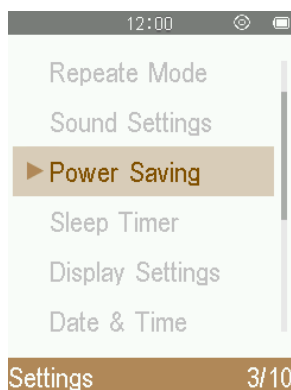 12:00
Repeate Mode
Sound Settings
Power Saving
Sleep Timer
Display Settings
Date & Time
Settings 3/10